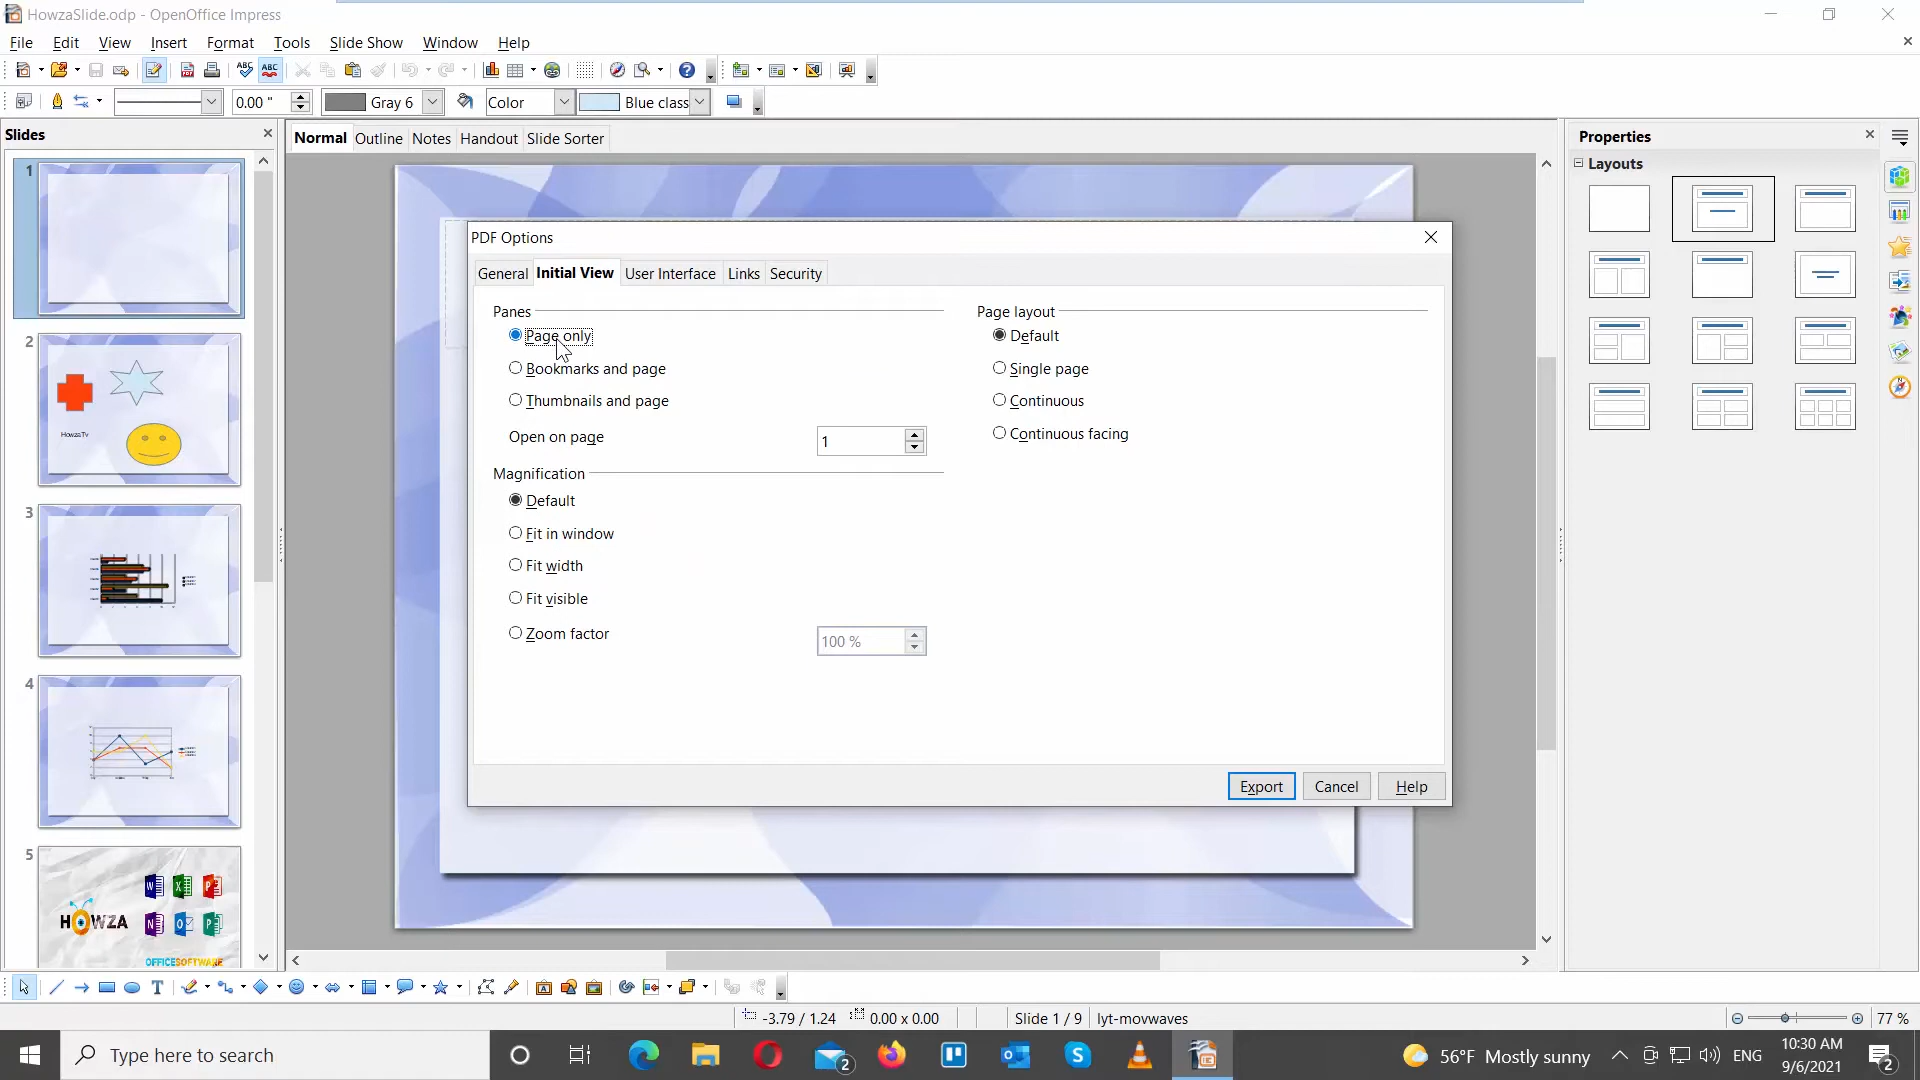 HowzaSlide.odp - OpenOffice Impress
File Edit View Insert Format Tools Slide Show Window Help
0.00 " Gray 6 Color Blue class
Slides
Normal Outline Notes Handout Slide Sorter
Properties
Layouts
1
2
HowzaTv
3
4
5
HOWZA
OFFICESOFTWARE
PDF Options
General Initial View User Interface Links Security
Panes
Page only
Bookmarks and page
Thumbnails and page
Open on page 1
Magnification
Default
Fit in window
Fit width
Fit visible
Zoom factor 100 %
Page layout
Default
Single page
Continuous
Continuous facing
Export Cancel Help
-3.79 / 1.24 0.00 x 0.00 Slide 1 / 9 lyt-movwaves 77 %
Type here to search
2
56°F Mostly sunny
ENG
10:30 AM
9/6/2021
2